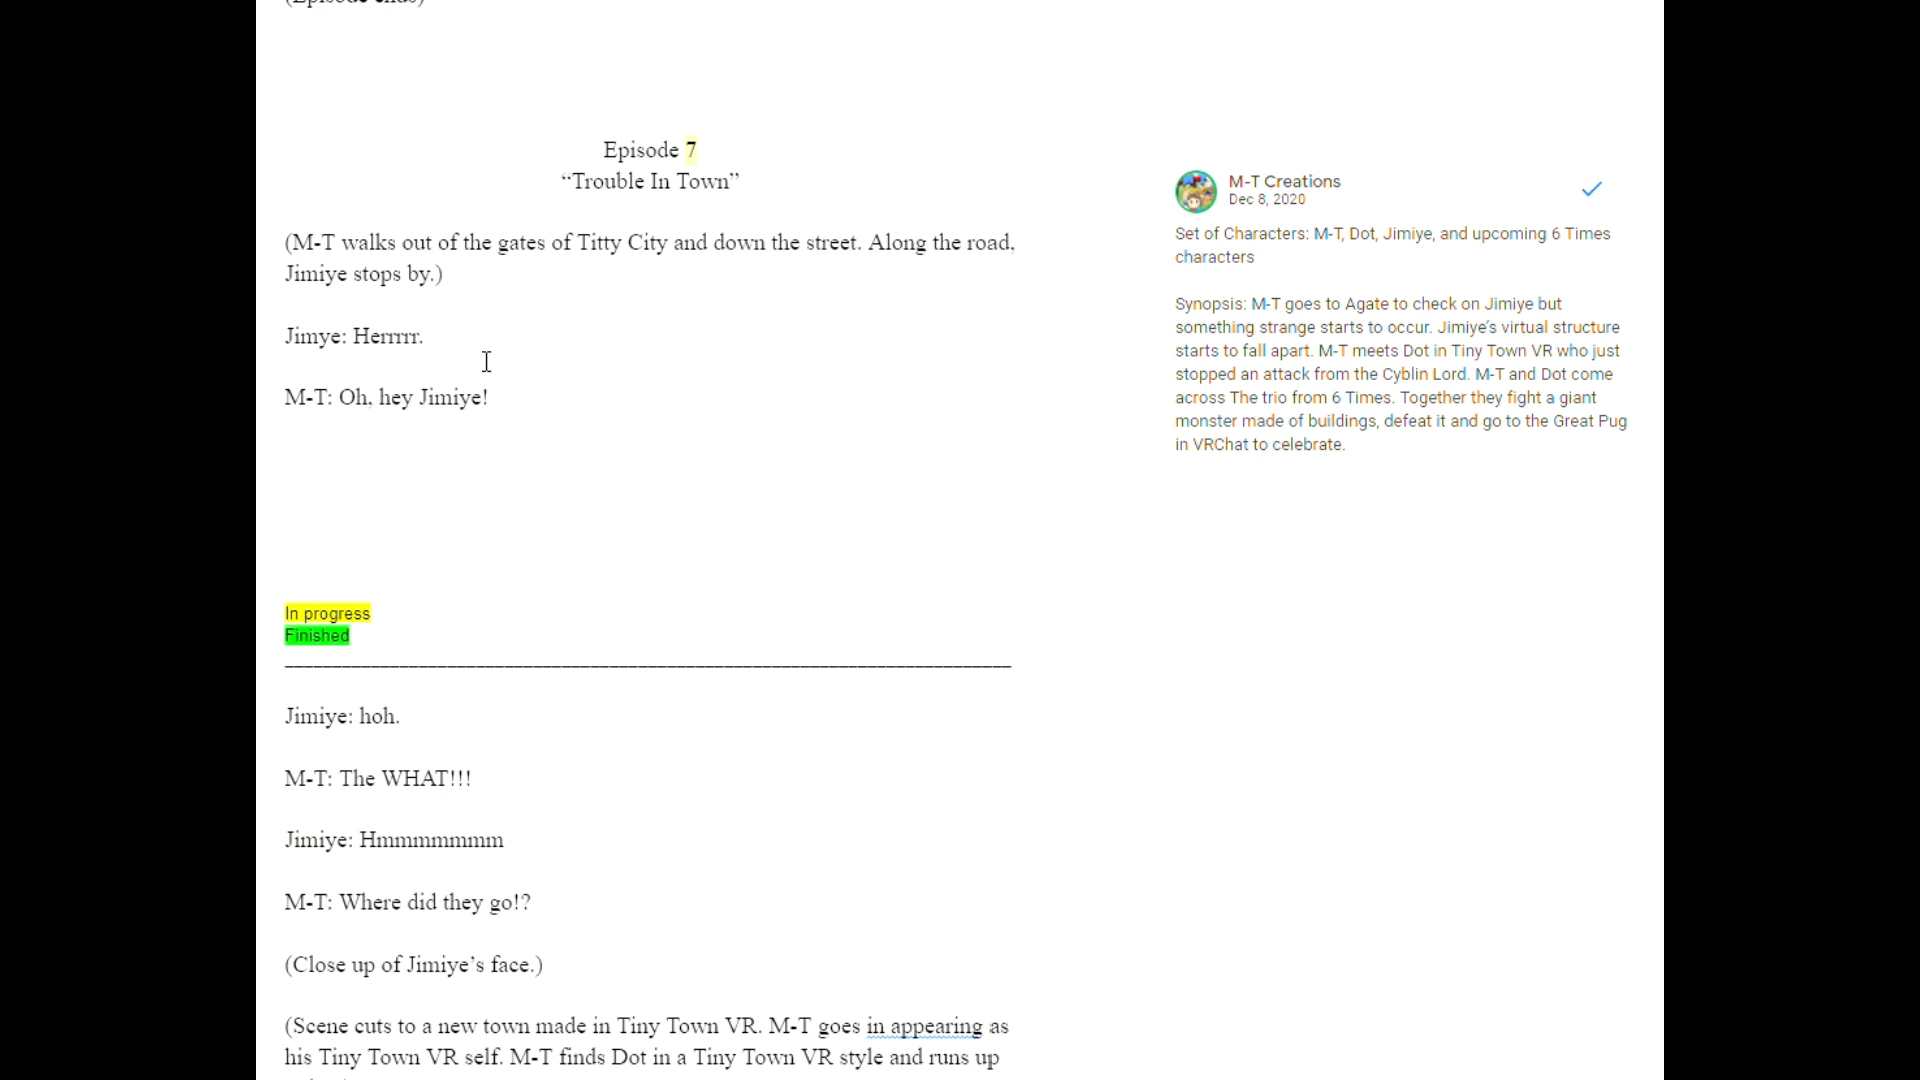 (Episode ends)
Episode 7
“Trouble In Town”
(M-T walks out of the gates of Titty City and down the street. Along the road,
Jimiye stops by.)
Jimye: Herrrrr.
M-T: Oh, hey Jimiye!
In progress
Finished
Jimiye: hoh.
M-T: The WHAT!!!
Jimiye: Hmmmmmmm
M-T: Where did they go!?
(Close up of Jimiye’s face.)
(Scene cuts to a new town made in Tiny Town VR. M-T goes in appearing as
his Tiny Town VR self. M-T finds Dot in a Tiny Town VR style and runs up
M-T Creations
Dec 8, 2020
Set of Characters: M-T, Dot, Jimiye, and upcoming 6 Times
characters
Synopsis: M-T goes to Agate to check on Jimiye but
something strange starts to occur. Jimiye’s virtual structure
starts to fall apart. M-T meets Dot in Tiny Town VR who just
stopped an attack from the Cyblin Lord. M-T and Dot come
across The trio from 6 Times. Together they fight a giant
monster made of buildings, defeat it and go to the Great Pug
in VRChat to celebrate.